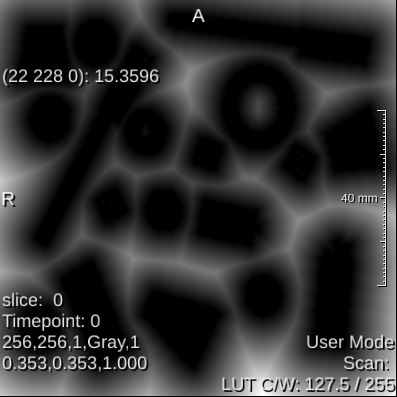 A
(22 228 0): 15.3596
40 mm
R
slice: 0
Timepoint: 0
256,256,1,Gray,1
User Mode
0.353,0.353,1.000
Scan:
LUT C/W: 127.5 / 255